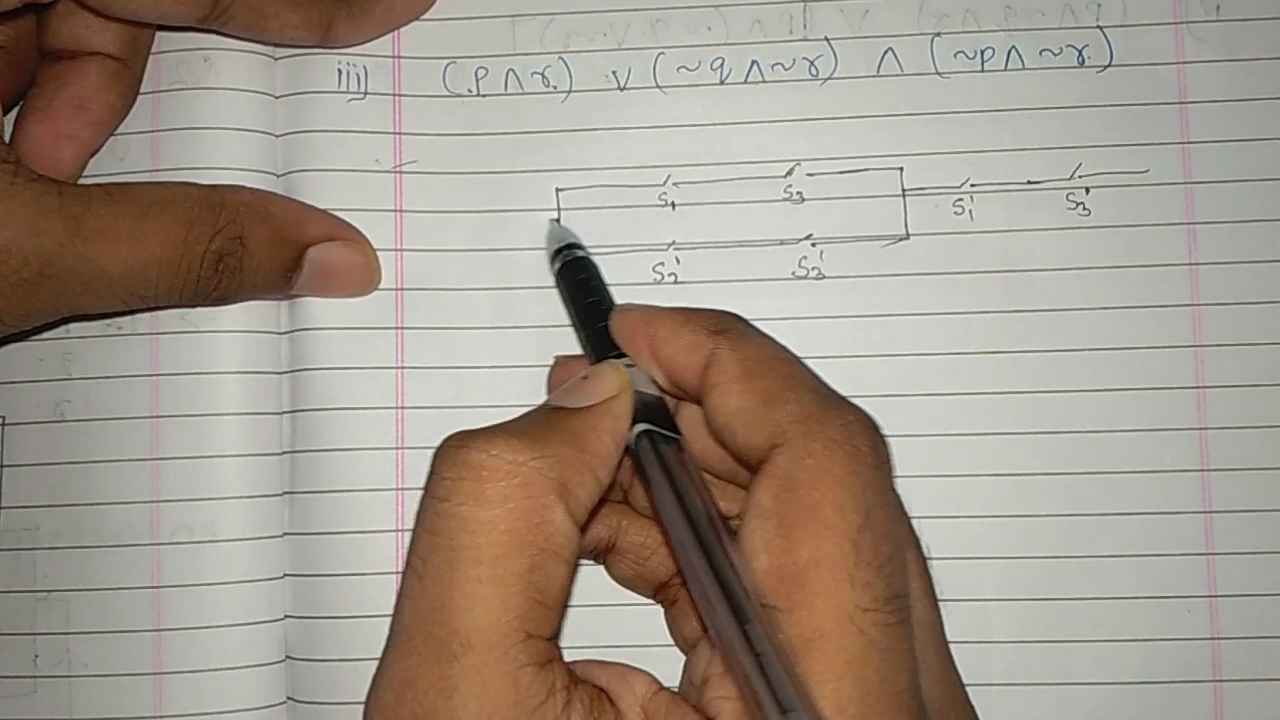 iii) (p ∧ r) ∨ (~q ∧ ~r) ∧ (~p ∧ ~r)
S₁ S₃ S₁' S₃'
S₂' S₃'